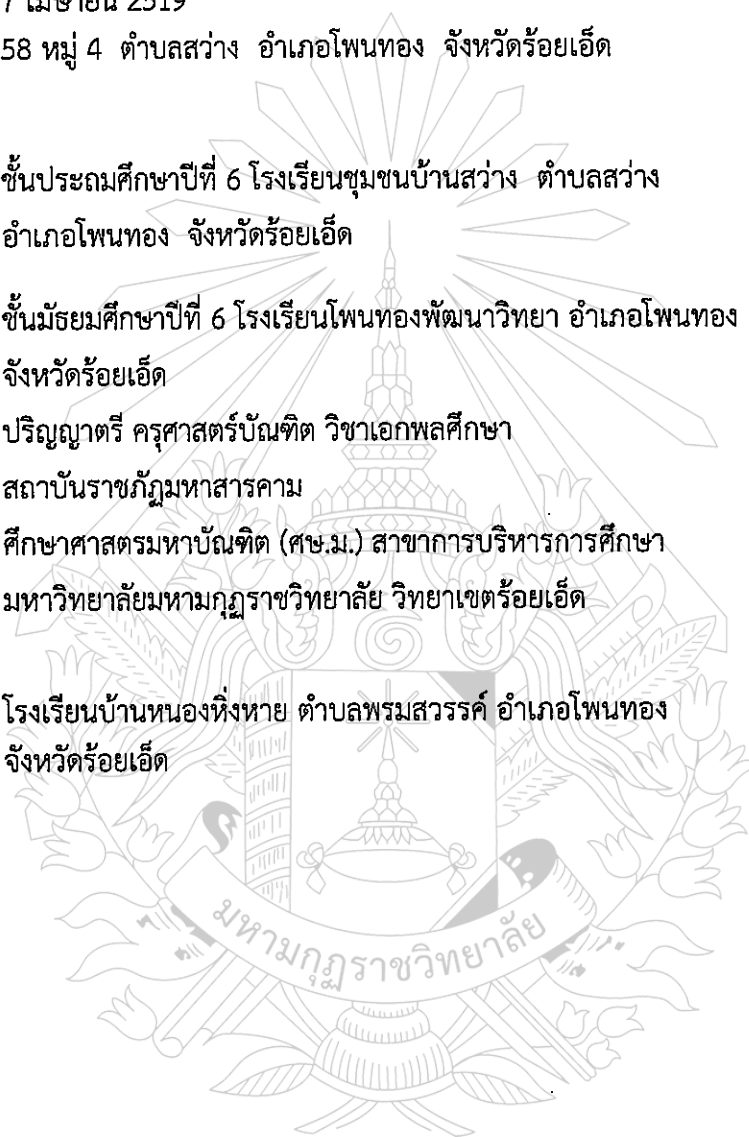 7 เมษายน 2519
58 หมู่ 4 ตำบลสว่าง อำเภอโพนทอง จังหวัดร้อยเอ็ด
ชั้นประถมศึกษาปีที่ 6 โรงเรียนชุมชนบ้านสว่าง ตำบลสว่าง
อำเภอโพนทอง จังหวัดร้อยเอ็ด
ชั้นมัธยมศึกษาปีที่ 6 โรงเรียนโพนทองพัฒนาวิทยา อำเภอโพนทอง
จังหวัดร้อยเอ็ด
ปริญญาตรี ครุศาสตร์บัณฑิต วิชาเอกพลศึกษา
สถาบันราชภัฏมหาสารคาม
ศึกษาศาสตรมหาบัณฑิต (ศษ.ม.) สาขาการบริหารการศึกษา
มหาวิทยาลัยมหามกุฏราชวิทยาลัย วิทยาเขตร้อยเอ็ด
โรงเรียนบ้านหนองหิ่งหาย ตำบลพรมสวรรค์ อำเภอโพนทอง
จังหวัดร้อยเอ็ด
มหามกุฏราชวิทยาลัย